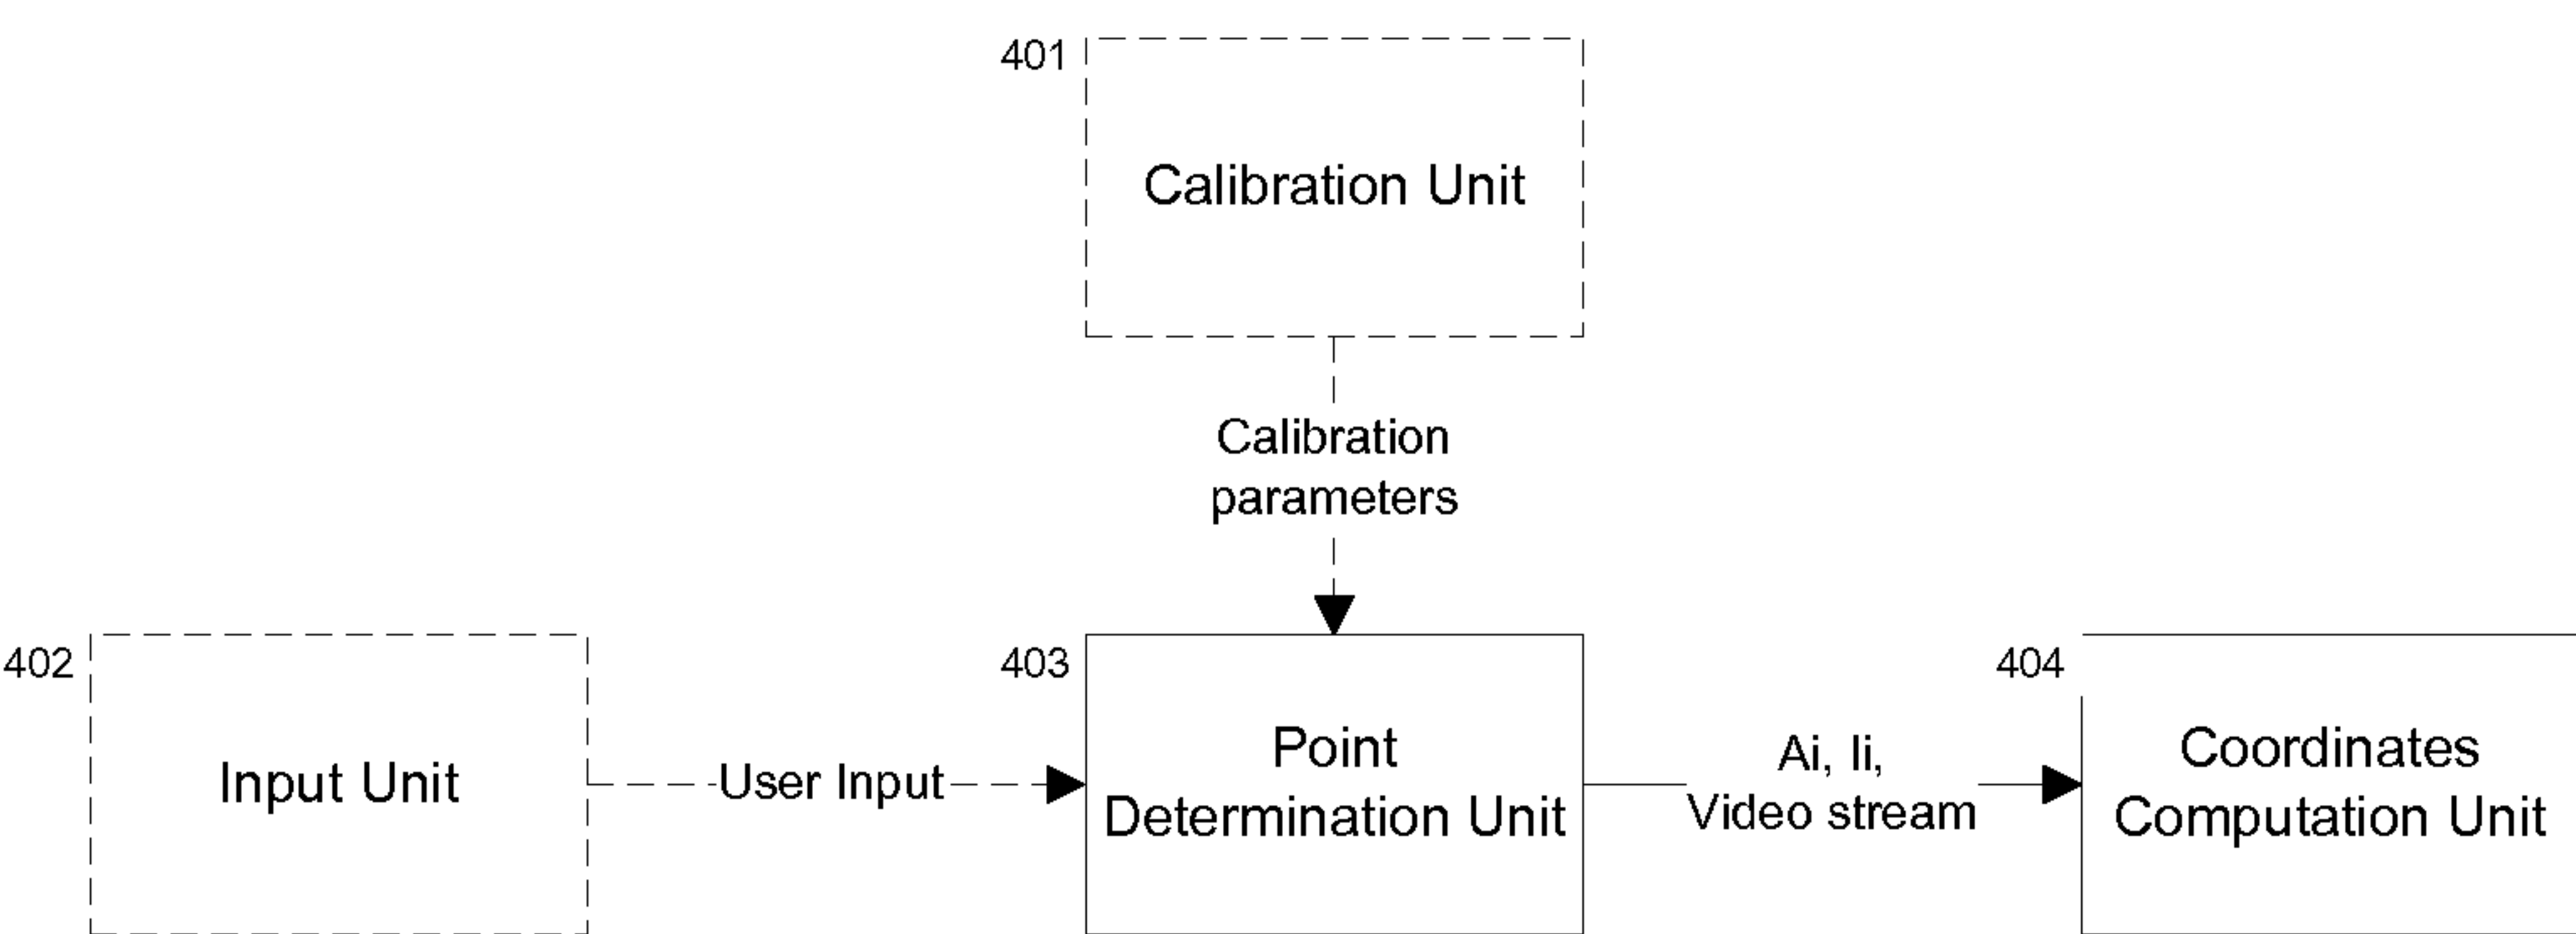 401
Calibration Unit
Calibration
parameters
402
Input Unit
User Input
403
Point
Determination Unit
Ai, Ii,
Video stream
404
Coordinates
Computation Unit